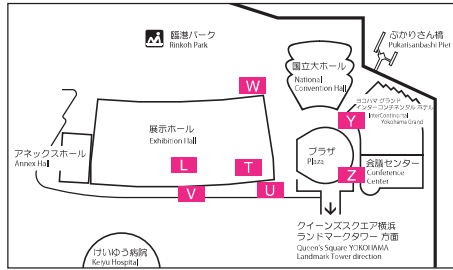 臨港パーク
Rinkoh Park
ぷかりさん橋
Pukarisanbashi Pier
国立大ホール
National
Convention Hall
W
ヨコハマ グランド
インターコンチネンタル ホテル
InterContinental
Yokohama Grand
Y
展示ホール
Exhibition Hall
アネックスホール
Annex Hall
プラザ
Plaza
会議センター
Conference
Center
L
T
Z
V
U
クイーンズスクエア横浜
ランドマークタワー 方面
Queen's Square YOKOHAMA
Landmark Tower direction
けいゆう病院
Keiyu Hospital